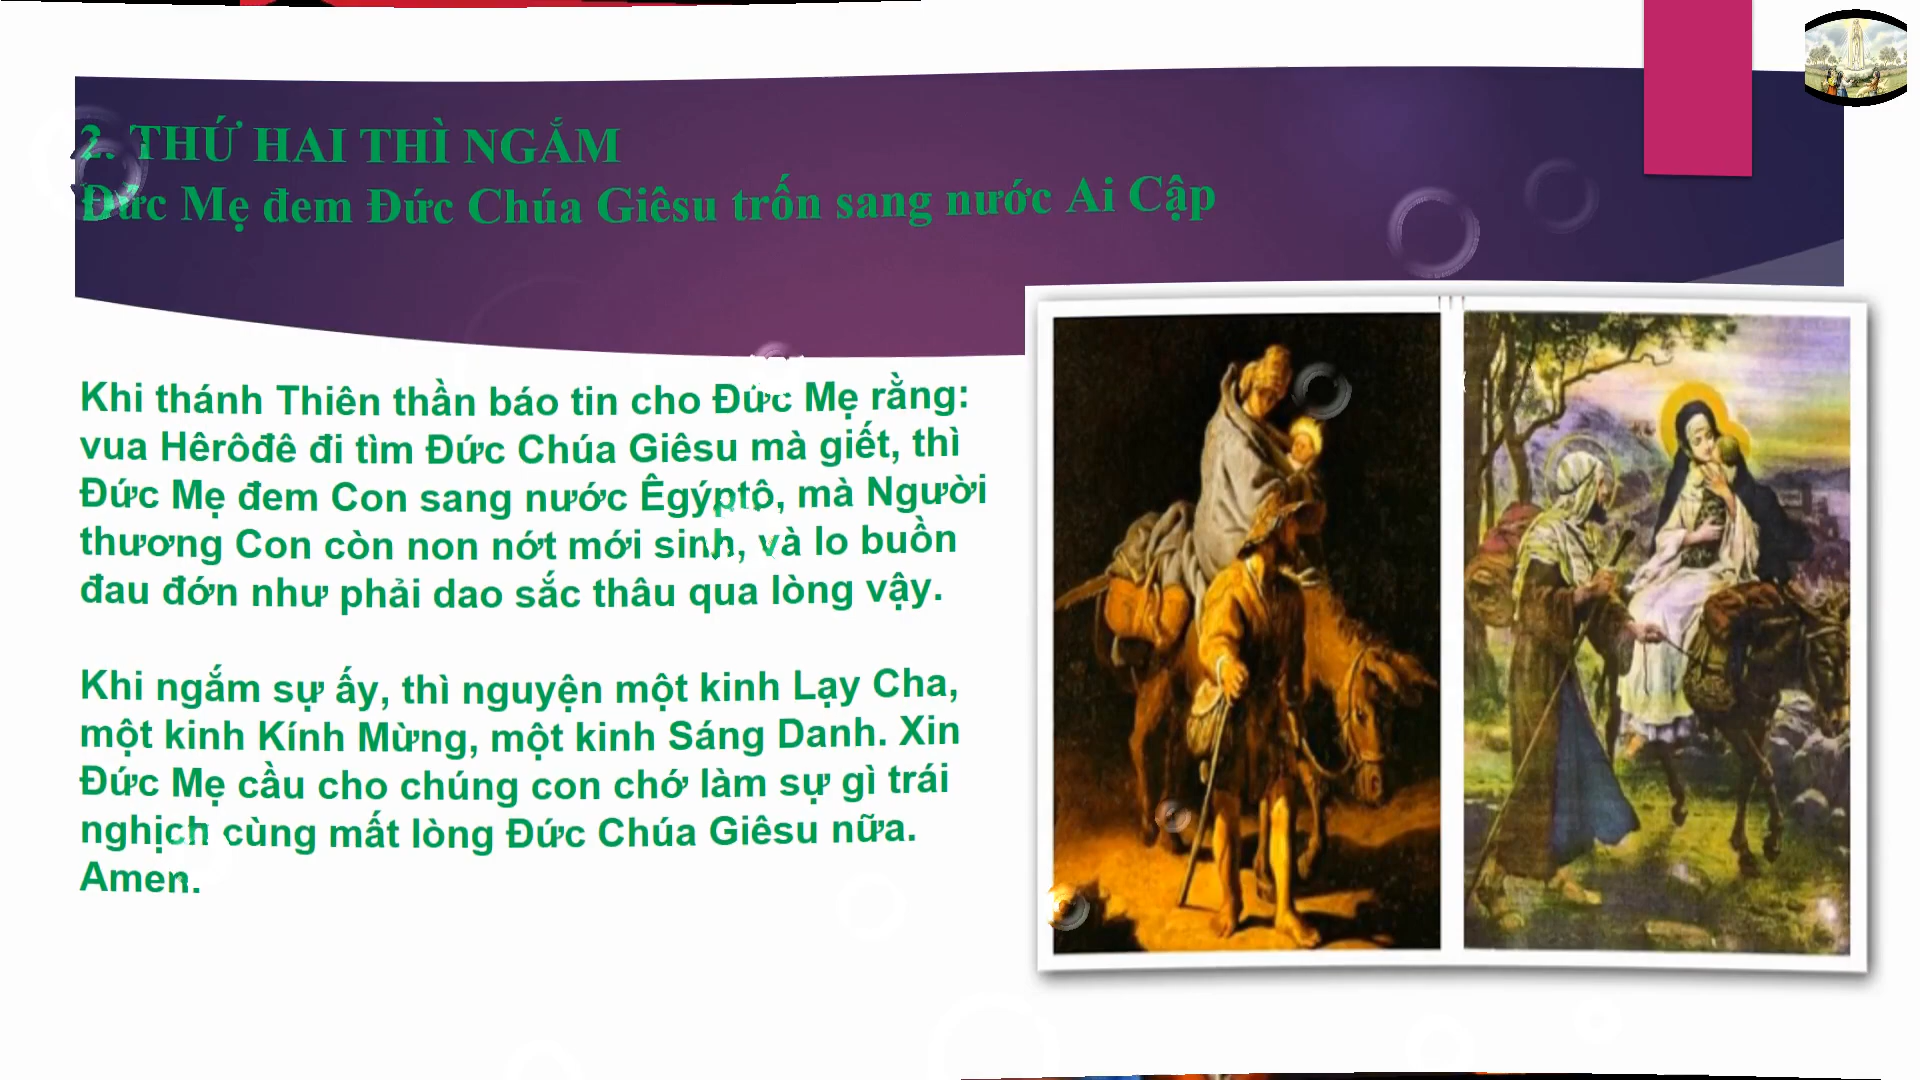 2. THỨ HAI THÌ NGẮM
Đức Mẹ đem Đức Chúa Giêsu trốn sang nước Ai Cập
Khi thánh Thiên thần báo tin cho Đức Mẹ rằng:
vua Hêrôđê đi tìm Đức Chúa Giêsu mà giết, thì
Đức Mẹ đem Con sang nước Êgýptô, mà Người
thương Con còn non nớt mới sinh, và lo buồn
đau đớn như phải dao sắc thâu qua lòng vậy.
Khi ngắm sự ấy, thì nguyện một kinh Lạy Cha,
một kinh Kính Mừng, một kinh Sáng Danh. Xin
Đức Mẹ cầu cho chúng con chớ làm sự gì trái
nghịch cùng mất lòng Đức Chúa Giêsu nữa.
Amen.